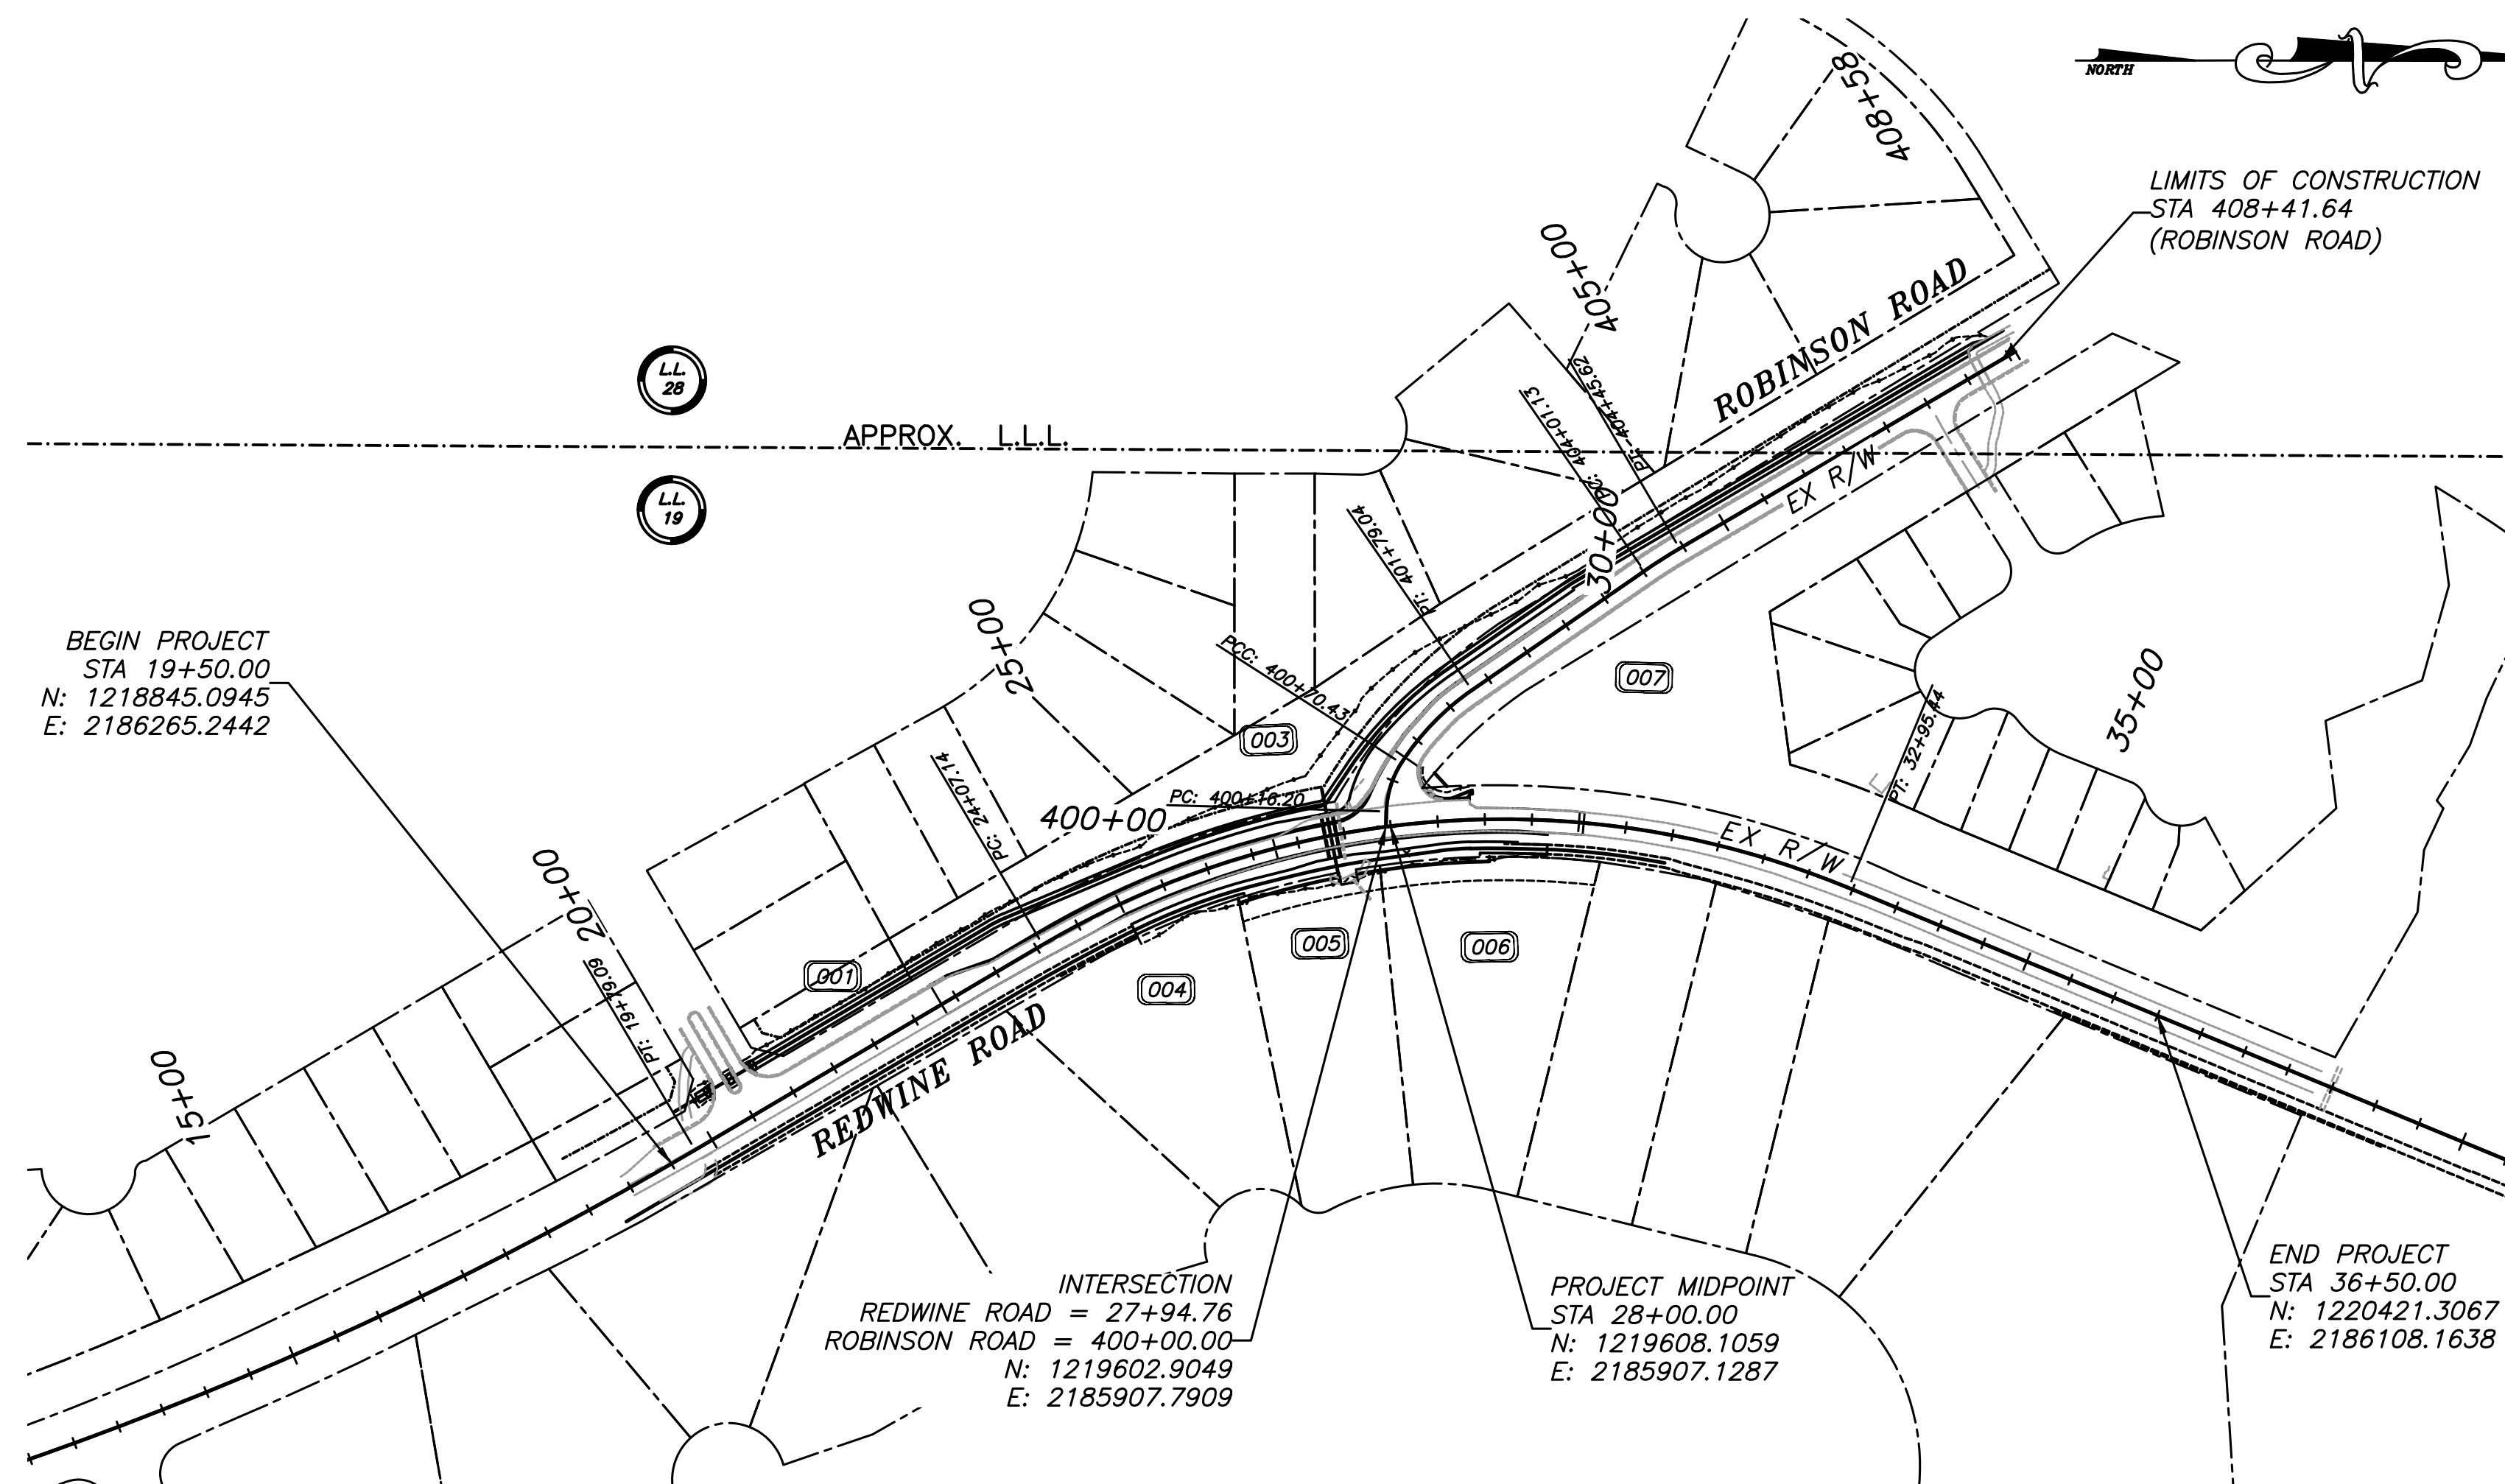 408+58
NORTH
LIMITS OF CONSTRUCTION
STA 408+41.64
(ROBINSON ROAD)
405+00
ROBINSON ROAD
L.L.
28
APPROX. L.L.L.
PT: 404+45.62
PC: 404+01.13
30+00
EX R/W
L.L.
19
PT: 401+79.04
25+00
BEGIN PROJECT
STA 19+50.00
N: 1218845.0945
E: 2186265.2442
PCC: 400+70.43
007
35+00
PT: 32+95.44
003
PC: 24+07.14
PC: 400+16.20
400+00
EX R/W
20+00
001
005
006
004
PT: 19+79.09
REDWINE ROAD
15+00
INTERSECTION
REDWINE ROAD = 27+94.76
ROBINSON ROAD = 400+00.00
N: 1219602.9049
E: 2185907.7909
PROJECT MIDPOINT
STA 28+00.00
N: 1219608.1059
E: 2185907.1287
END PROJECT
STA 36+50.00
N: 1220421.3067
E: 2186108.1638